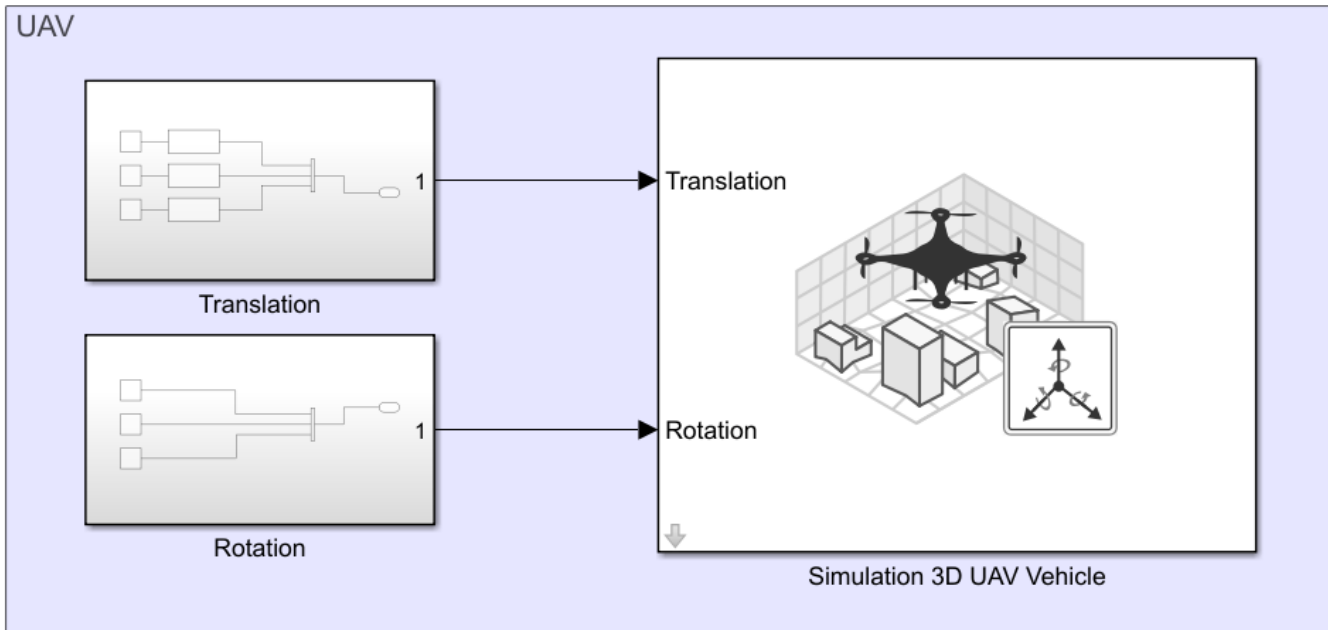 UAV
1
Translation
Translation
1
Rotation
Rotation
Simulation 3D UAV Vehicle